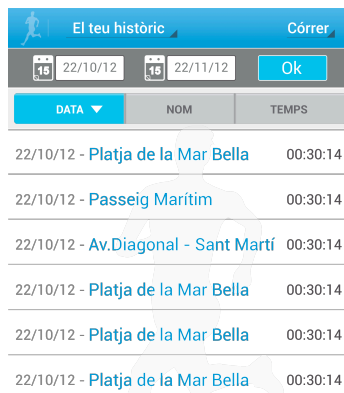 El teu històric Córrer
15 22/10/12 15 22/11/12 Ok
DATA NOM TEMPS
22/10/12 - Platja de la Mar Bella 00:30:14
22/10/12 - Passeig Marítim 00:30:14
22/10/12 - Av.Diagonal - Sant Martí 00:30:14
22/10/12 - Platja de la Mar Bella 00:30:14
22/10/12 - Platja de la Mar Bella 00:30:14
22/10/12 - Platja de la Mar Bella 00:30:14